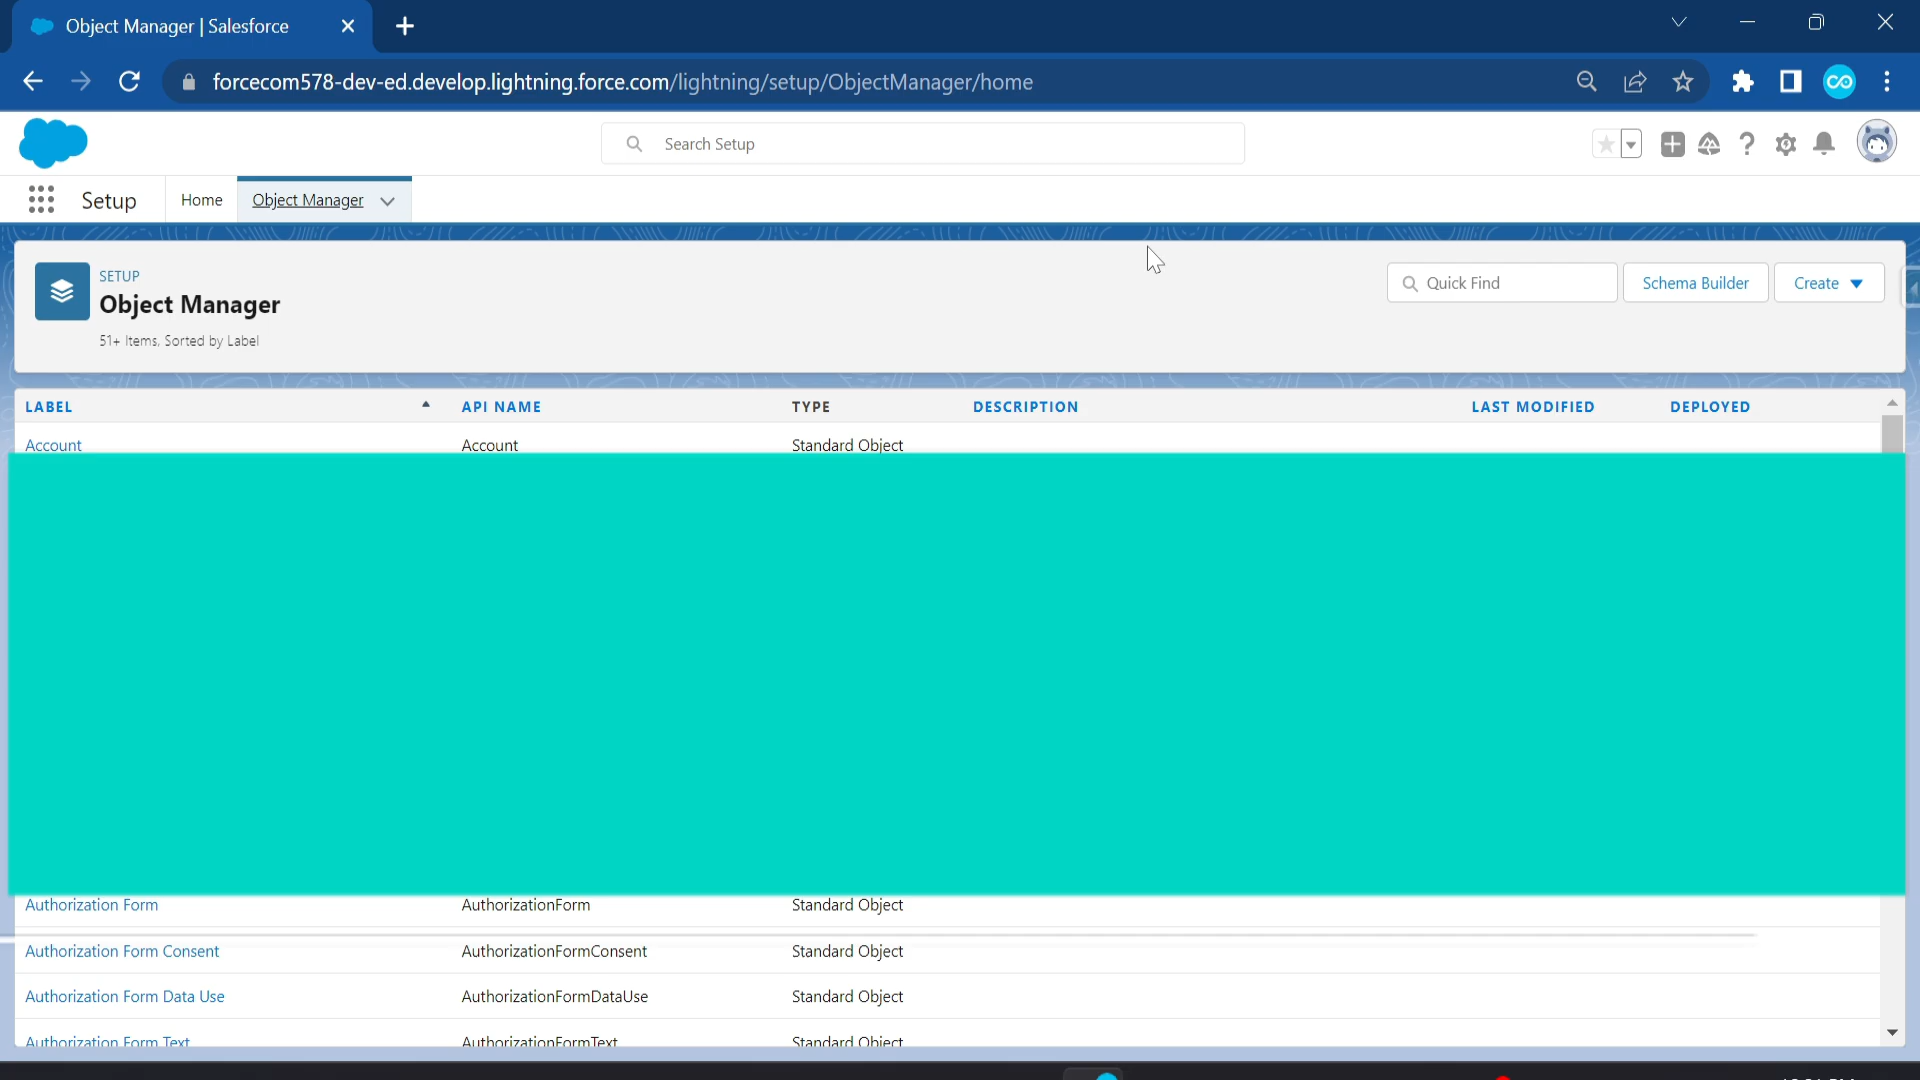 Object Manager | Salesforce
forcecom578-dev-ed.develop.lightning.force.com/lightning/setup/ObjectManager/home
Search Setup
Setup Home Object Manager
SETUP
Object Manager
51+ Items, Sorted by Label
Quick Find Schema Builder Create
LABEL API NAME TYPE DESCRIPTION LAST MODIFIED DEPLOYED
Account Account Standard Object
Authorization Form AuthorizationForm Standard Object
Authorization Form Consent AuthorizationFormConsent Standard Object
Authorization Form Data Use AuthorizationFormDataUse Standard Object
Authorization Form Text AuthorizationFormText Standard Object